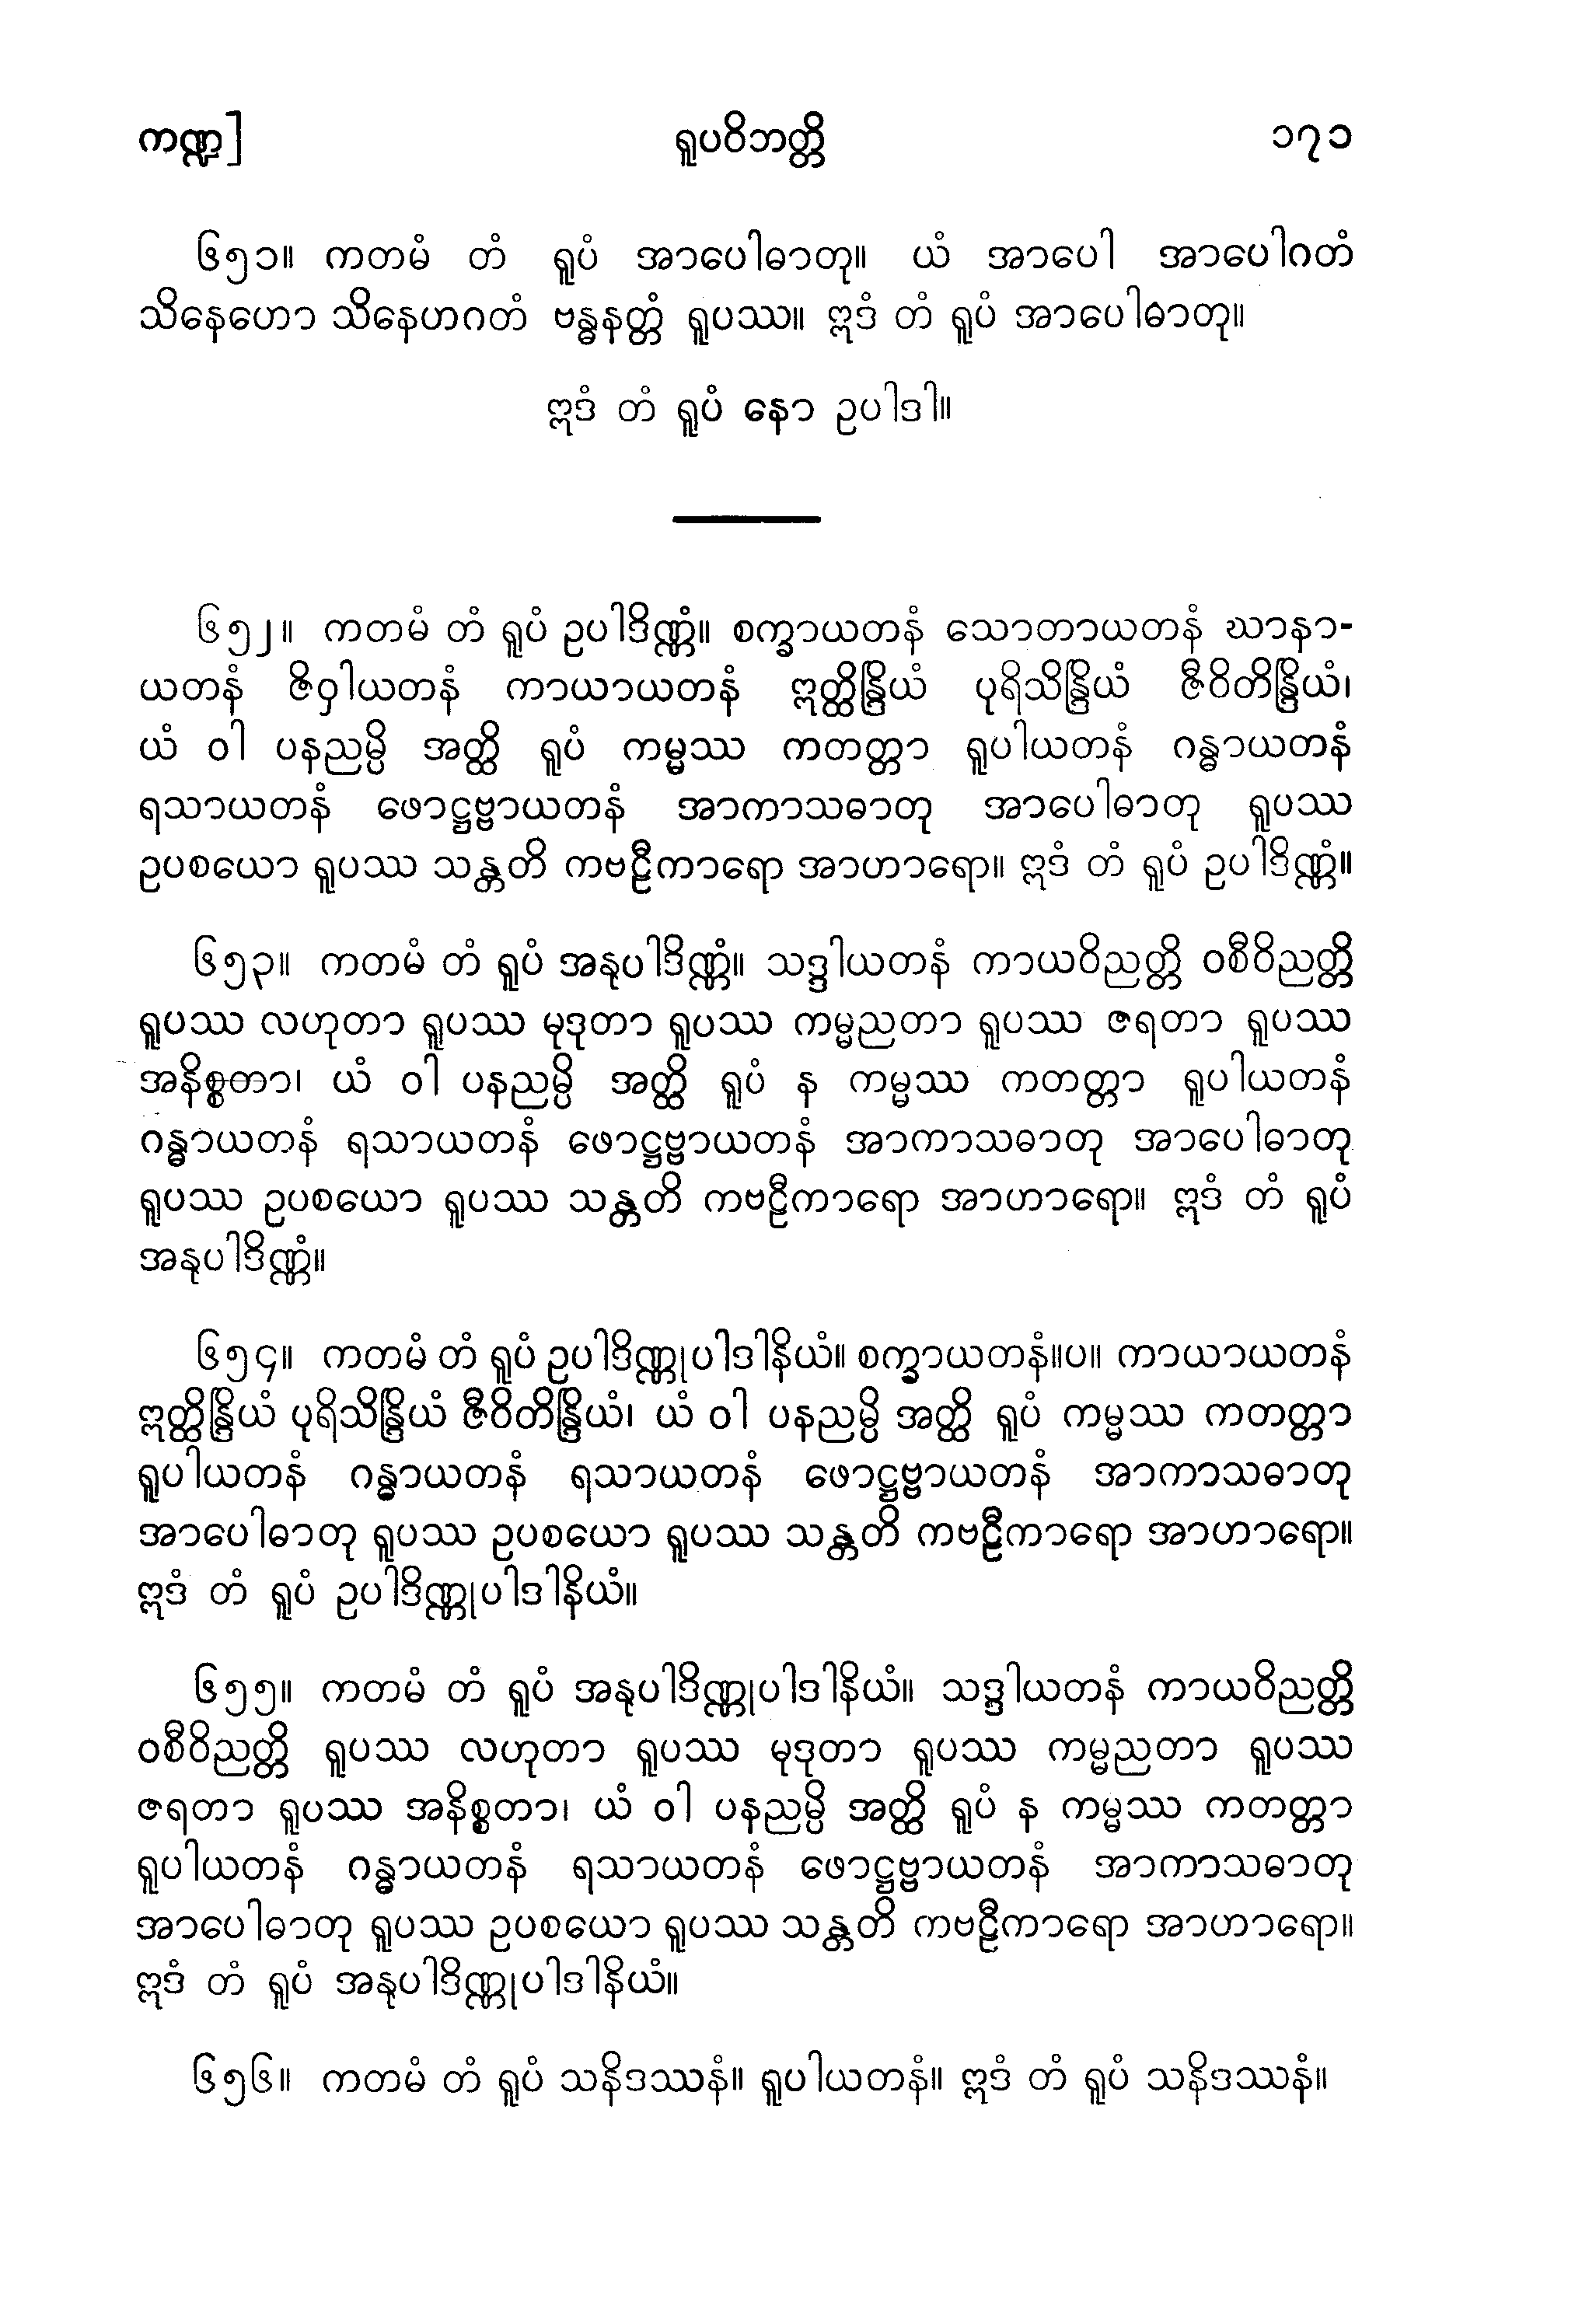 ကဏ္ဍ] ရူပဝိဘတ္တိ ၁၇၁
၆၅၁။ ကတမံ တံ ရူပံ အာပေါဓာတု။ ယံ အာပေါ အာပေါဂတံ
သိနေဟော သိနေဟဂတံ ဗန္ဓနတ္တံ ရူပဿ။ ဣဒံ တံ ရူပံ အာပေါဓာတု။
ဣဒံ တံ ရူပံ နော ဥပါဒါ။
၆၅၂။ ကတမံ တံ ရူပံ ဥပါဒိဏ္ဏံ။ စက္ခာယတနံ သောတာယတနံ ဃာနာ-
ယတနံ ဇိဝှါယတနံ ကာယာယတနံ ဣတ္ထိန္ဒြိယံ ပုရိသိန္ဒြိယံ ဇီဝိတိန္ဒြိယံ၊
ယံ ဝါ ပနညမ္ပိ အတ္ထိ ရူပံ ကမ္မဿ ကတတ္တာ ရူပါယတနံ ဂန္ဓာယတနံ
ရသာယတနံ ဖောဋ္ဌဗ္ဗာယတနံ အာကာသဓာတု အာပေါဓာတု ရူပဿ
ဥပစယော ရူပဿ သန္တတိ ကဗဠီကာရော အာဟာရော။ ဣဒံ တံ ရူပံ ဥပါဒိဏ္ဏံ။
၆၅၃။ ကတမံ တံ ရူပံ အနုပါဒိဏ္ဏံ။ သဒ္ဒါယတနံ ကာယဝိညတ္တိ ဝစီဝိညတ္တိ
ရူပဿ လဟုတာ ရူပဿ မုဒုတာ ရူပဿ ကမ္မညတာ ရူပဿ ဇရတာ ရူပဿ
အနိစ္စတာ၊ ယံ ဝါ ပနညမ္ပိ အတ္ထိ ရူပံ န ကမ္မဿ ကတတ္တာ ရူပါယတနံ
ဂန္ဓာယတနံ ရသာယတနံ ဖောဋ္ဌဗ္ဗာယတနံ အာကာသဓာတု အာပေါဓာတု
ရူပဿ ဥပစယော ရူပဿ သန္တတိ ကဗဠီကာရော အာဟာရော။ ဣဒံ တံ ရူပံ
အနုပါဒိဏ္ဏံ။
၆၅၄။ ကတမံ တံ ရူပံ ဥပါဒိဏ္ဏုပါဒါနိယံ။ စက္ခာယတနံ။ပ။ ကာယာယတနံ
ဣတ္ထိန္ဒြိယံ ပုရိသိန္ဒြိယံ ဇီဝိတိန္ဒြိယံ၊ ယံ ဝါ ပနညမ္ပိ အတ္ထိ ရူပံ ကမ္မဿ ကတတ္တာ
ရူပါယတနံ ဂန္ဓာယတနံ ရသာယတနံ ဖောဋ္ဌဗ္ဗာယတနံ အာကာသဓာတု
အာပေါဓာတု ရူပဿ ဥပစယော ရူပဿ သန္တတိ ကဗဠီကာရော အာဟာရော။
ဣဒံ တံ ရူပံ ဥပါဒိဏ္ဏုပါဒါနိယံ။
၆၅၅။ ကတမံ တံ ရူပံ အနုပါဒိဏ္ဏုပါဒါနိယံ။ သဒ္ဒါယတနံ ကာယဝိညတ္တိ
ဝစီဝိညတ္တိ ရူပဿ လဟုတာ ရူပဿ မုဒုတာ ရူပဿ ကမ္မညတာ ရူပဿ
ဇရတာ ရူပဿ အနိစ္စတာ၊ ယံ ဝါ ပနညမ္ပိ အတ္ထိ ရူပံ န ကမ္မဿ ကတတ္တာ
ရူပါယတနံ ဂန္ဓာယတနံ ရသာယတနံ ဖောဋ္ဌဗ္ဗာယတနံ အာကာသဓာတု
အာပေါဓာတု ရူပဿ ဥပစယော ရူပဿ သန္တတိ ကဗဠီကာရော အာဟာရော။
ဣဒံ တံ ရူပံ အနုပါဒိဏ္ဏုပါဒါနိယံ။
၆၅၆။ ကတမံ တံ ရူပံ သနိဒဿနံ။ ရူပါယတနံ။ ဣဒံ တံ ရူပံ သနိဒဿနံ။